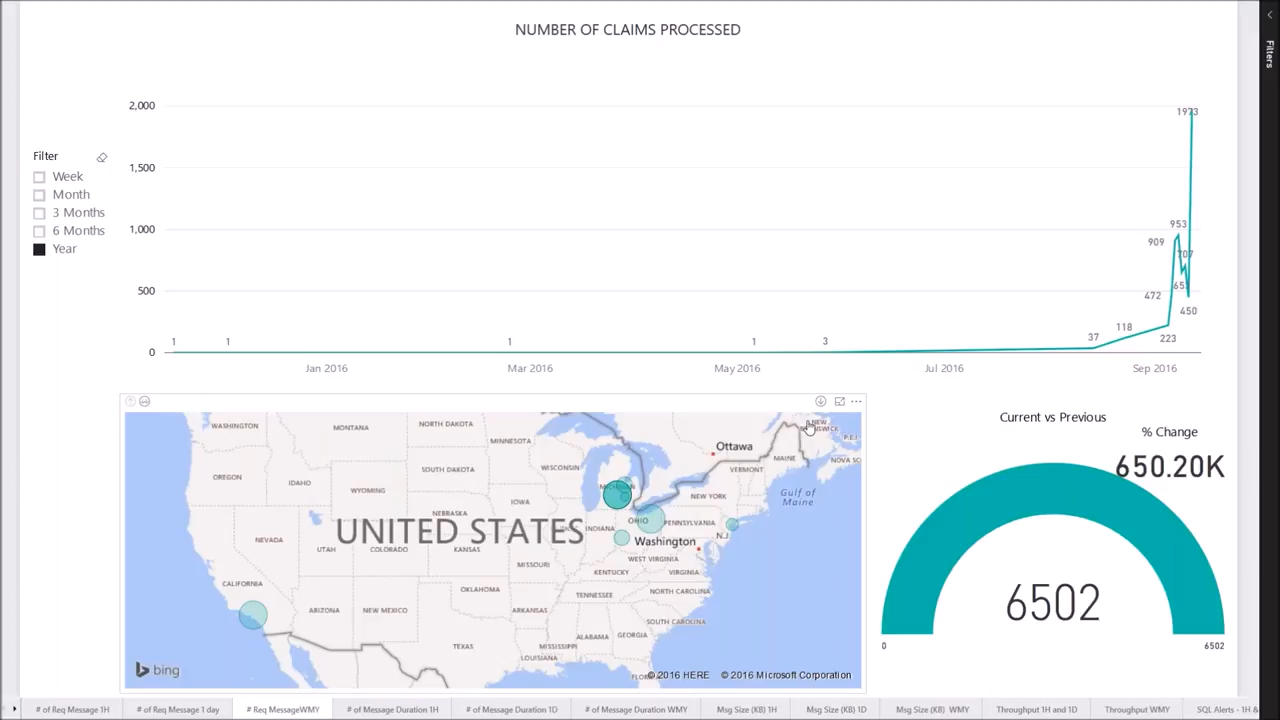 NUMBER OF CLAIMS PROCESSED
Filters
2,000
1,500
1,000
500
0
1973
953
909
707
472
450
1
1
1
1
3
37
118
223
Jan 2016
Mar 2016
May 2016
Jul 2016
Sep 2016
Filter
Week
Month
3 Months
6 Months
Year
WASHINGTON
MONTANA
NORTH DAKOTA
MINNESOTA
Ottawa
MAINE
NOVA SC
OREGON
IDAHO
WYOMING
SOUTH DAKOTA
WISCONSIN
VERMONT
NEW YORK
Gulf of
Maine
NEBRASKA
IOWA
UNITED STATES
INDIANA
OHIO
PENNSYLVANIA
N.J.
NEVADA
UTAH
COLORADO
KANSAS
MISSOURI
Washington
WEST VIRGINIA
KENTUCKY
VIRGINIA
CALIFORNIA
ARIZONA
NEW MEXICO
OKLAHOMA
ARKANSAS
TENNESSEE
NORTH CAROLINA
SOUTH CAROLINA
TEXAS
MISSISSIPPI
ALABAMA
GEORGIA
LOUISIANA
bing
© 2016 HERE © 2016 Microsoft Corporation
Current vs Previous
% Change
650.20K
6502
0
6502
# of Req Message 1H
# of Req Message 1 day
# Req MessageWMY
# of Message Duration 1H
# of Message Duration 1D
# of Message Duration WMY
Msg Size (KB) 1H
Msg Size (KB) 1D
Msg Size (KB) WMY
Throughput 1H and 1D
Throughput WMY
SQL Alerts - 1H &